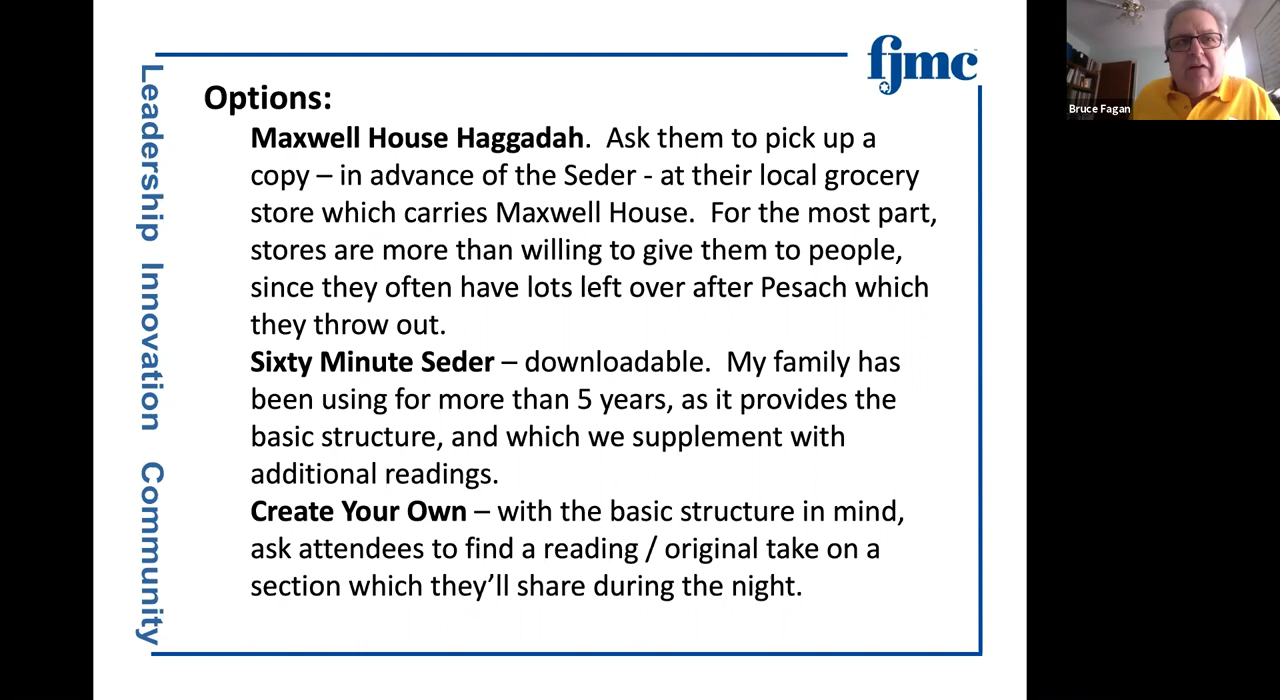 fjmc
Leadership Innovation Community
Options:
Maxwell House Haggadah.  Ask them to pick up a
copy – in advance of the Seder - at their local grocery
store which carries Maxwell House.  For the most part,
stores are more than willing to give them to people,
since they often have lots left over after Pesach which
they throw out.
Sixty Minute Seder – downloadable.  My family has
been using for more than 5 years, as it provides the
basic structure, and which we supplement with
additional readings.
Create Your Own – with the basic structure in mind,
ask attendees to find a reading / original take on a
section which they’ll share during the night.
Bruce Fagan